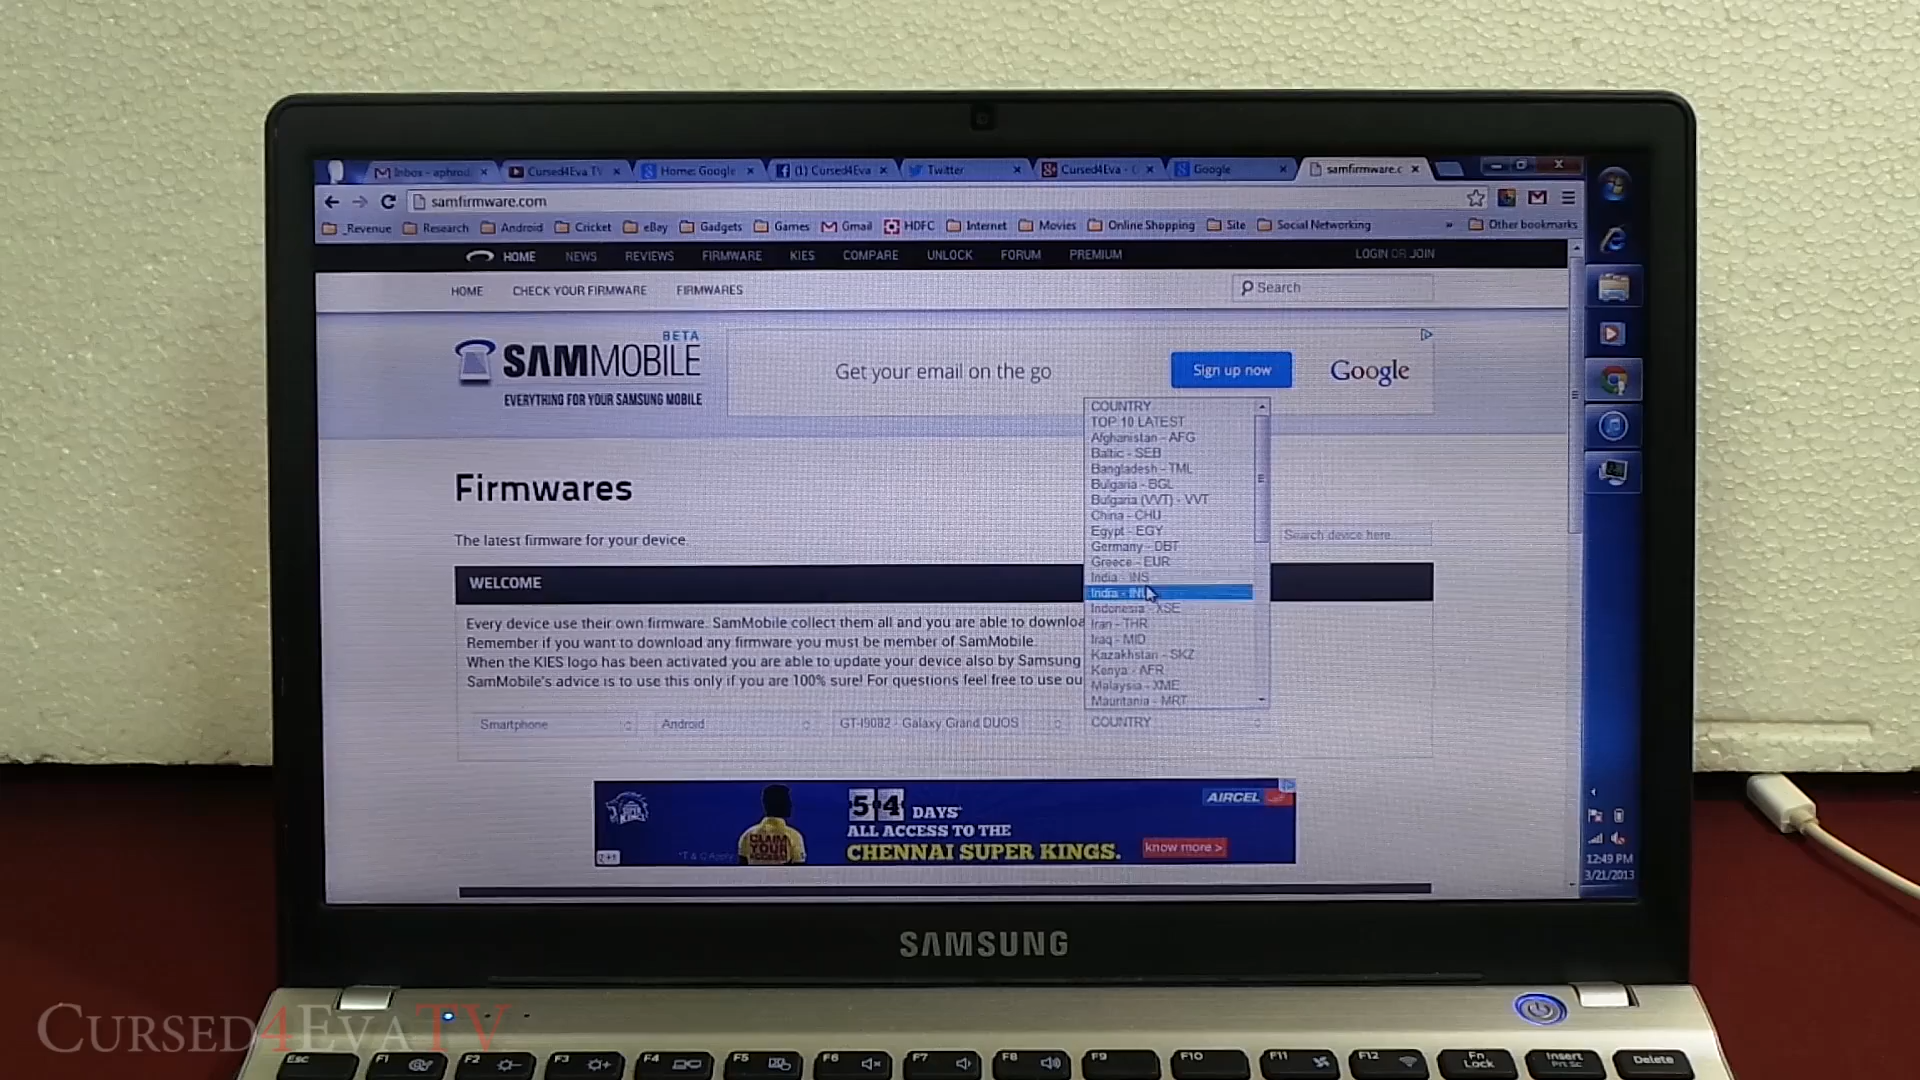 Inbox - aphrod
Cursed4Eva TV
Home: Google
(1) Cursed4Eva
Twitter
Cursed4Eva -
Google
samfirmware.c
samfirmware.com
_Revenue
Research
Android
Cricket
eBay
Gadgets
Games
Gmail
HDFC
Internet
Movies
Online Shopping
Site
Social Networking
»
Other bookmarks
HOME NEWS REVIEWS FIRMWARE KIES COMPARE UNLOCK FORUM PREMIUM
LOGIN OR JOIN
HOME CHECK YOUR FIRMWARE FIRMWARES
Search
BETA
SAMMOBILE
EVERYTHING FOR YOUR SAMSUNG MOBILE
Get your email on the go
Sign up now
Google
COUNTRY
TOP 10 LATEST
Afghanistan - AFG
Baltic - SEB
Bangladesh - TML
Bulgaria - BGL
Bulgaria (VVT) - VVT
China - CHU
Egypt - EGY
Germany - DBT
Greece - EUR
India - INS
India -
Indonesia - XSE
Iran - THR
Iraq - MID
Kazakhstan - SKZ
Kenya - AFR
Malaysia - XME
Mauritania - MRT
Firmwares
The latest firmware for your device.
Search device here..
WELCOME
Every device use their own firmware. SamMobile collect them all and you are able to downloa
Remember if you want to download any firmware you must be member of SamMobile.
When the KIES logo has been activated you are able to update your device also by Samsung
SamMobile's advice is to use this only if you are 100% sure! For questions feel free to use ou
Smartphone
Android
GT-I9082 - Galaxy Grand DUOS
COUNTRY
54 DAYS*
ALL ACCESS TO THE
CHENNAI SUPER KINGS.
CLAIM YOUR ACCESS
*T & C Apply
know more >
AIRCEL
12:49 PM
3/21/2013
SAMSUNG
CURSED4EVATV
Esc F1 F2 F3 F4 F5 F6 F7 F8 F9 F10 F11 F12 Fn Lock Insert Prt Sc Delete